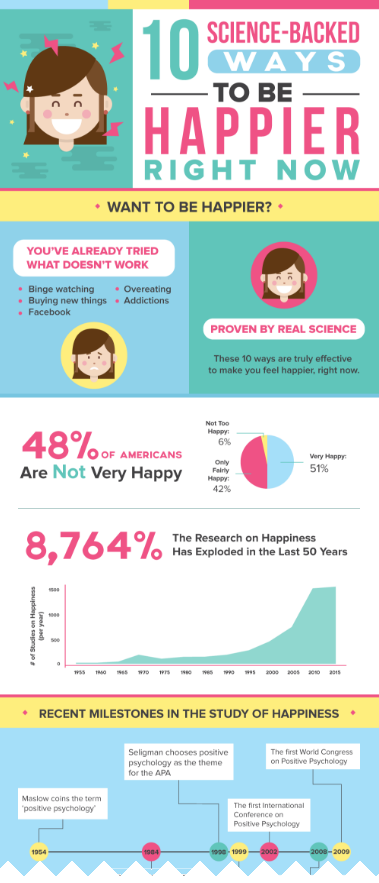 10
SCIENCE-BACKED
WAYS
TO BE
HAPPIER
RIGHT NOW
WANT TO BE HAPPIER?
YOU'VE ALREADY TRIED
WHAT DOESN'T WORK
Binge watching
Buying new things
Facebook
Overeating
Addictions
PROVEN BY REAL SCIENCE
These 10 ways are truly effective
to make you feel happier, right now.
48% OF AMERICANS
Are Not Very Happy
Not Too
Happy:
6%
Only
Fairly
Happy:
42%
Very Happy:
51%
8,764%
The Research on Happiness
Has Exploded in the Last 50 Years
# of Studies on Happiness
(per year)
1500
1000
500
0
1955 1960 1965 1970 1975 1980 1985 1990 1995 2000 2005 2010 2015
RECENT MILESTONES IN THE STUDY OF HAPPINESS
Maslow coins the term
'positive psychology'
Seligman chooses positive
psychology as the theme
for the APA
The first International
Conference on
Positive Psychology
The first World Congress
on Positive Psychology
1954 1984 1998 1999 2002 2008 2009